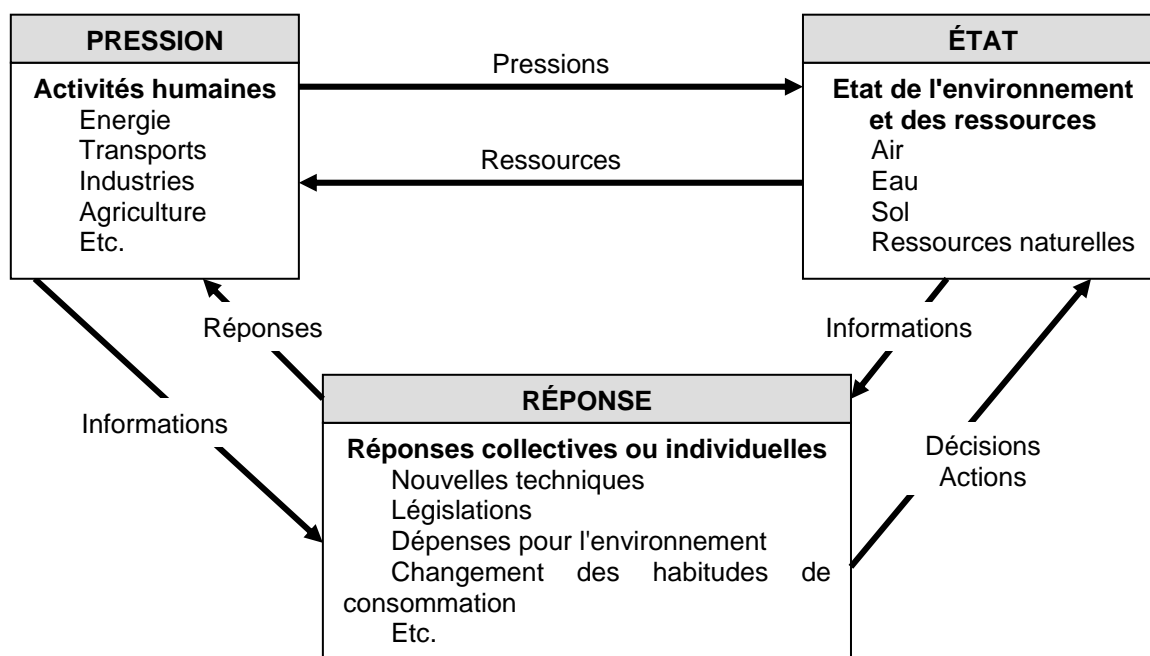 PRESSION
Activités humaines
Energie
Transports
Industries
Agriculture
Etc.
Pressions
Ressources
ÉTAT
Etat de l'environnement
et des ressources
Air
Eau
Sol
Ressources naturelles
Réponses
Informations
Informations
Décisions
Actions
RÉPONSE
Réponses collectives ou individuelles
Nouvelles techniques
Législations
Dépenses pour l'environnement
Changement des habitudes de
consommation
Etc.